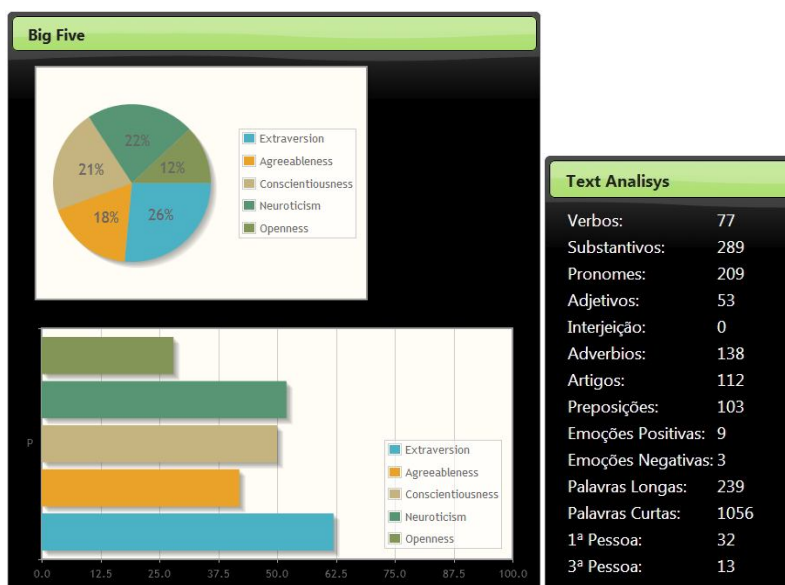 Big Five
22%
12%
21%
18%
26%
Extraversion
Agreeableness
Conscientiousness
Neuroticism
Openness
P
Extraversion
Agreeableness
Conscientiousness
Neuroticism
Openness
0.0 12.5 25.0 37.5 50.0 62.5 75.0 87.5 100.0
Text Analisys
Verbos: 77
Substantivos: 289
Pronomes: 209
Adjetivos: 53
Interjeição: 0
Adverbios: 138
Artigos: 112
Preposições: 103
Emoções Positivas: 9
Emoções Negativas: 3
Palavras Longas: 239
Palavras Curtas: 1056
1ª Pessoa: 32
3ª Pessoa: 13